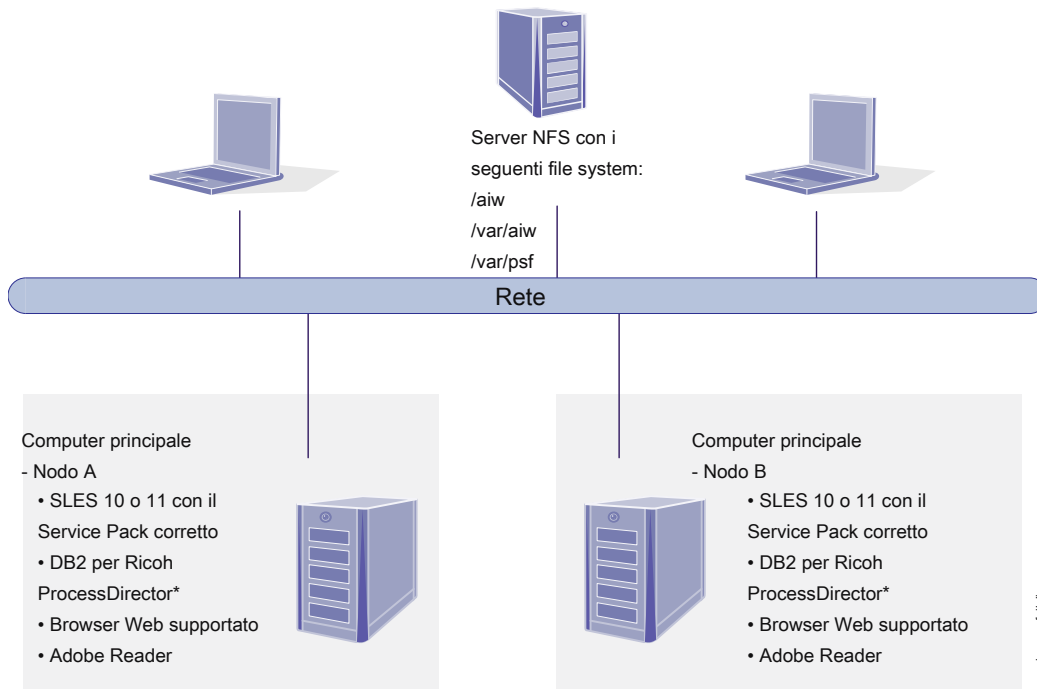 Server NFS con i
seguenti file system:
/aiw
/var/aiw
/var/psf
Rete
Computer principale
- Nodo A
• SLES 10 o 11 con il
Service Pack corretto
• DB2 per Ricoh
ProcessDirector*
• Browser Web supportato
• Adobe Reader
Computer principale
- Nodo B
• SLES 10 o 11 con il
Service Pack corretto
• DB2 per Ricoh
ProcessDirector*
• Browser Web supportato
• Adobe Reader